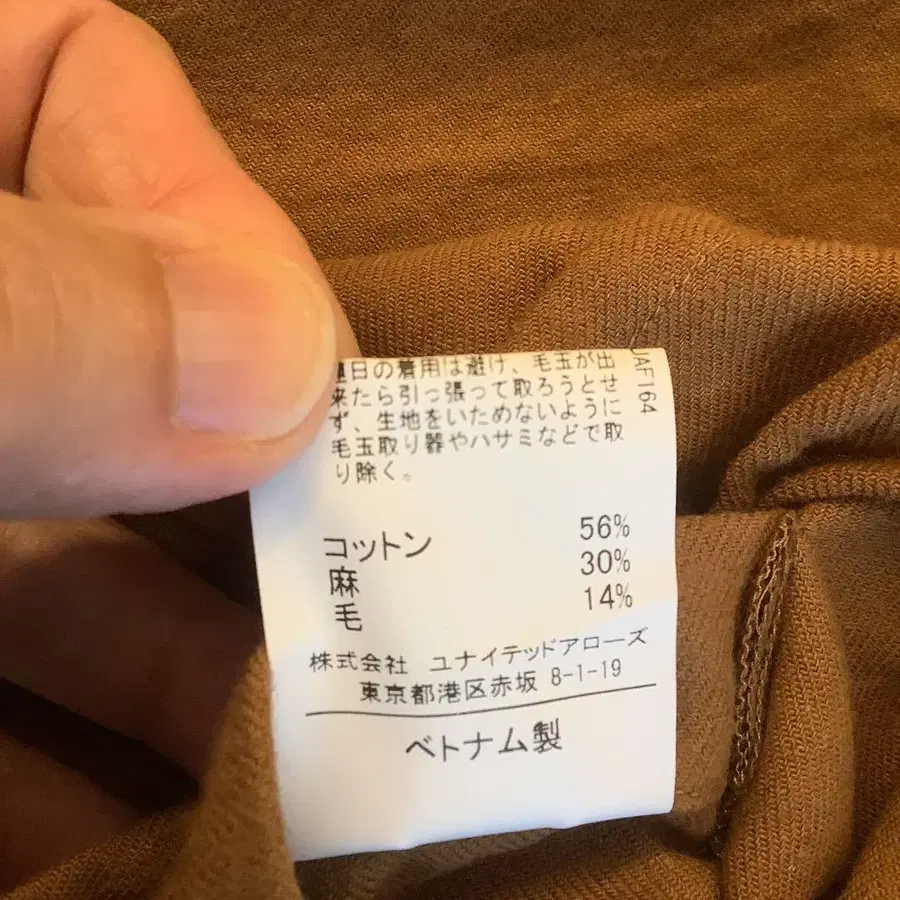 日の着用は避け、毛玉が出
来たら引っ張って取ろうとせ
ず、生地をいためないように
毛玉取り器やハサミなどで取
り除く。
UAF164
コットン 56%
麻 30%
毛 14%
株式会社 ユナイテッドアローズ
東京都港区赤坂 8-1-19
ベトナム製